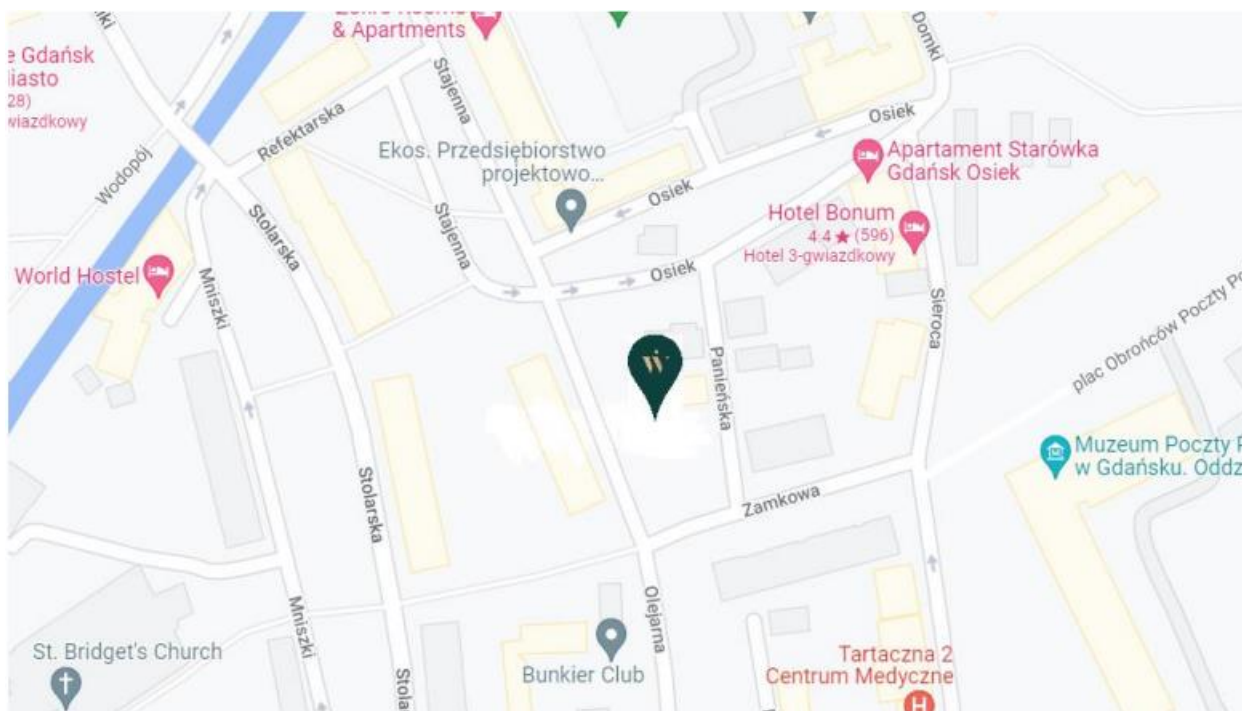 & Apartments
e Gdańsk
iasto
28)
wiazdkowy
Domki
Stajenna
Refektarska
Osiek
Ekos. Przedsiębiorstwo
projektowo...
Apartament Starówka
Gdańsk Osiek
Wodopój
Osiek
Stolarska
Stajenna
Hotel Bonum
4.4 ★ (596)
Hotel 3-gwiazdkowy
World Hostel
Mniszki
Osiek
Sieroca
plac Obrońców Poczty Po
Panieńska
Muzeum Poczty P
w Gdańsku. Oddz
Stolarska
Zamkowa
Mniszki
Olejarna
St. Bridget's Church
Bunkier Club
Tartaczna 2
Centrum Medyczne
Stola
H